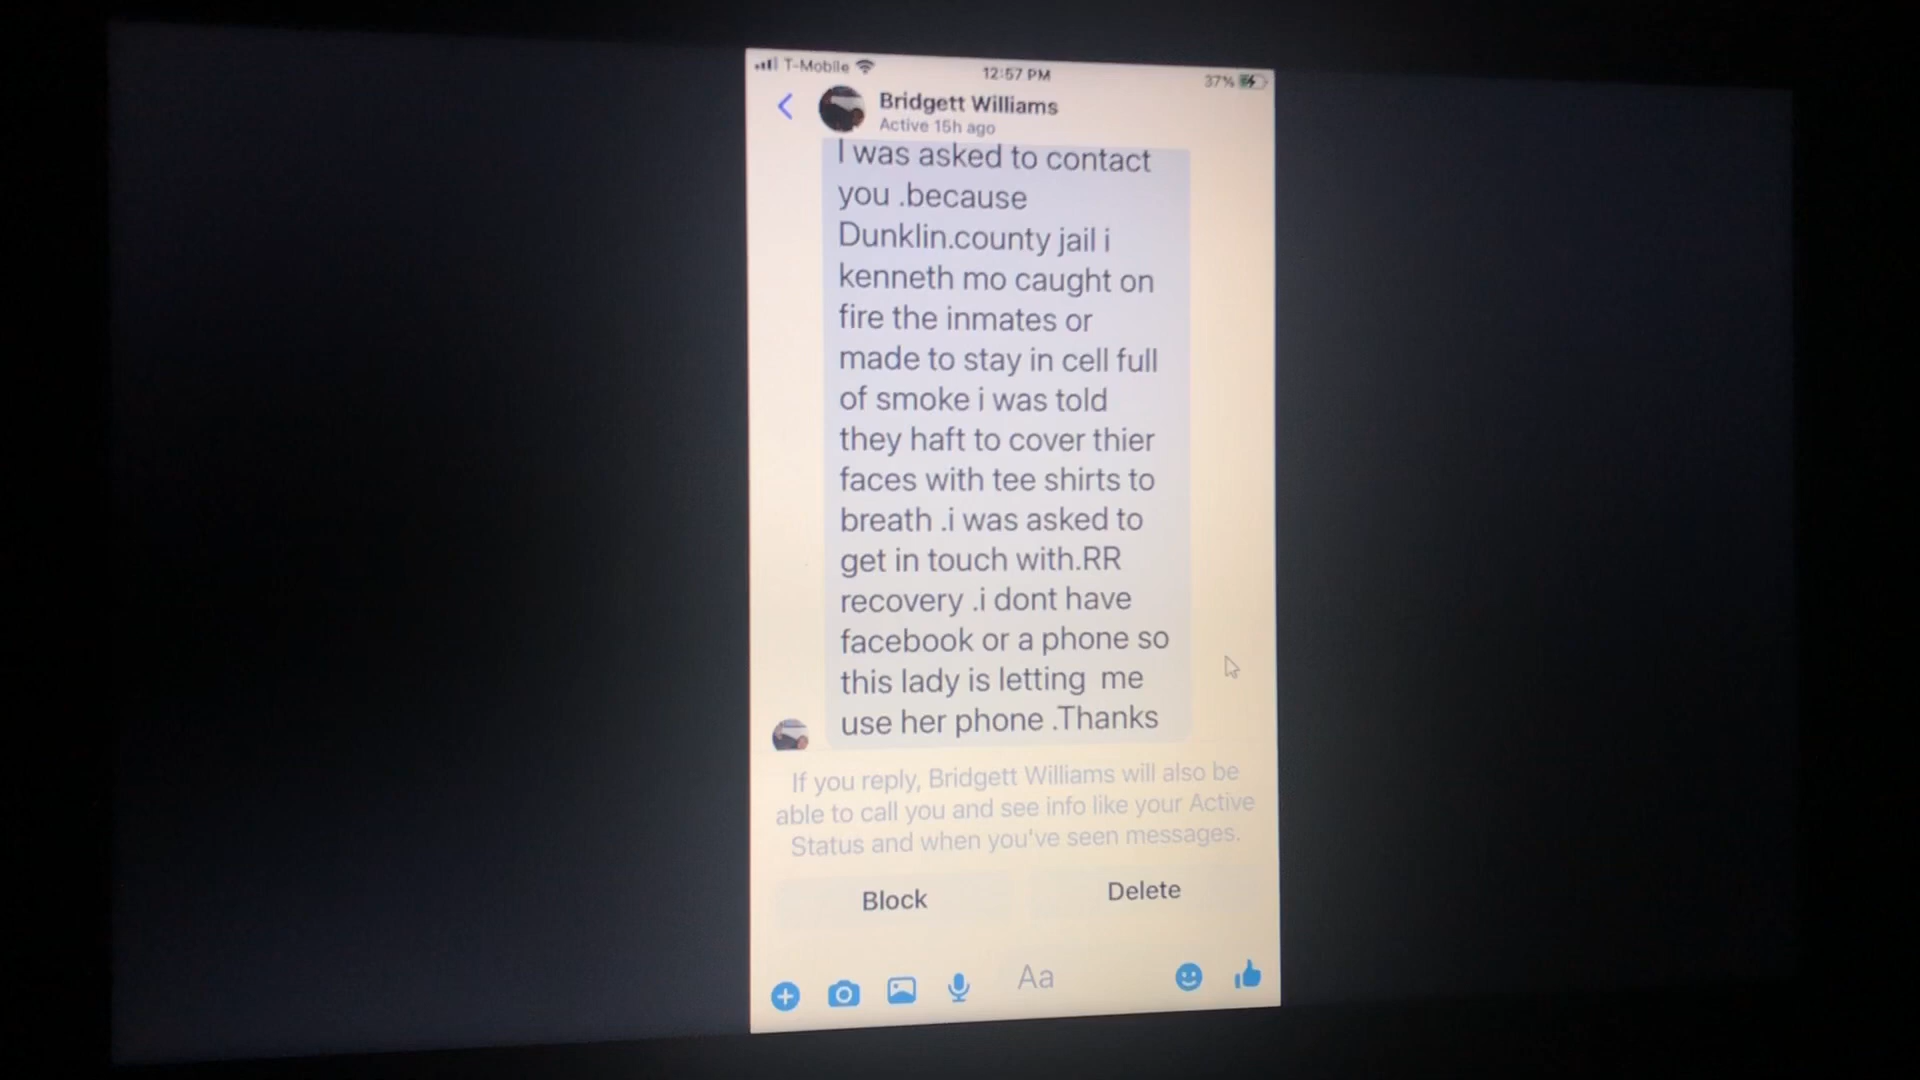 T-Mobile
12:57 PM
37%
Bridgett Williams
Active 15h ago
I was asked to contact
you .because
Dunklin.county jail i
kenneth mo caught on
fire the inmates or
made to stay in cell full
of smoke i was told
they haft to cover thier
faces with tee shirts to
breath .i was asked to
get in touch with.RR
recovery .i dont have
facebook or a phone so
this lady is letting me
use her phone .Thanks
If you reply, Bridgett Williams will also be
able to call you and see info like your Active
Status and when you've seen messages.
Block
Delete
Aa